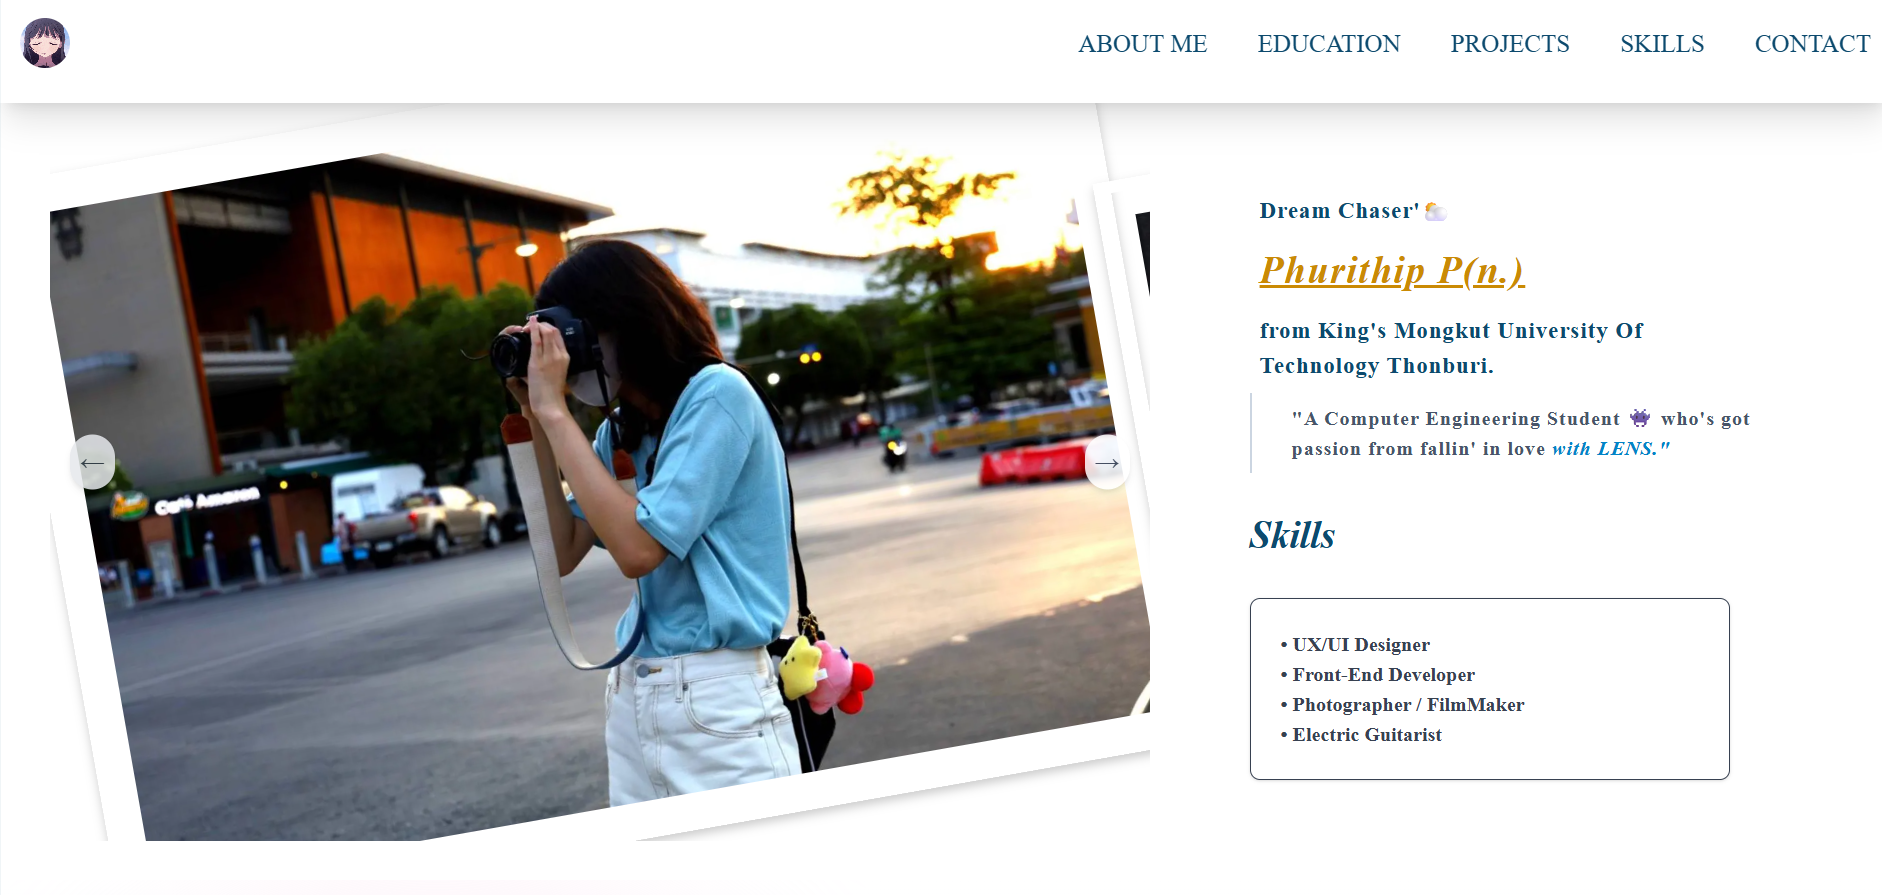 ABOUT ME EDUCATION PROJECTS SKILLS CONTACT
Dream Chaser' 🌥️
Phurithip P(n.)
from King's Mongkut University Of
Technology Thonburi.
"A Computer Engineering Student 👾 who's got
passion from fallin' in love with LENS."
Skills
• UX/UI Designer
• Front-End Developer
• Photographer / FilmMaker
• Electric Guitarist
←
→
Café Amazon